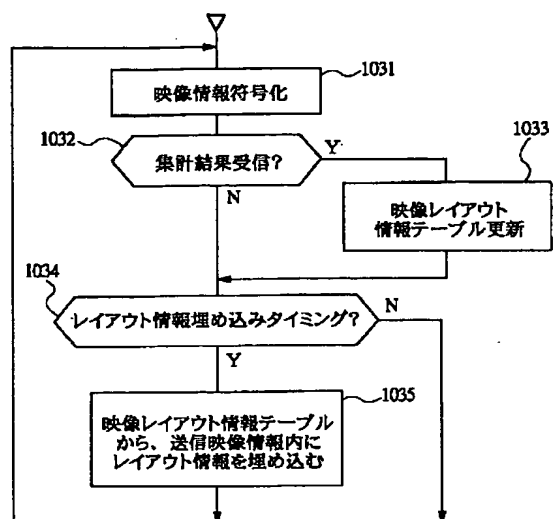 1031
映像情報符号化
1032
集計結果受信?
Y
1033
N
映像レイアウト
情報テーブル更新
1034
レイアウト情報埋め込みタイミング?
N
Y
1035
映像レイアウト情報テーブル
から、送信映像情報内に
レイアウト情報を埋め込む